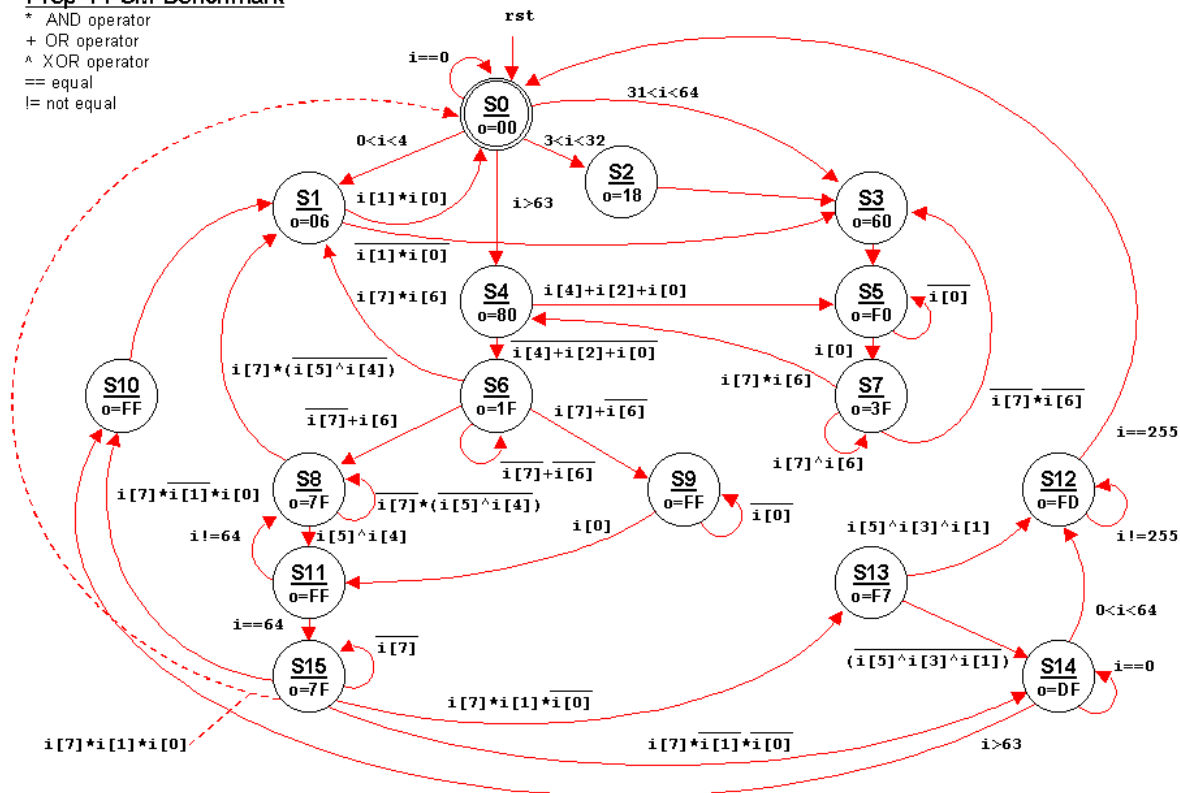 Benchmark
* AND operator
+ OR operator
^ XOR operator
== equal
!= not equal
rst
i==0
S0
o=00
31<i<64
0<i<4
3<i<32
S1
o=06
i[1]*i[0]
i>63
S2
o=18
S3
o=60
i[1]*i[0]
i[7]*i[6]
S4
o=80
i[4]+i[2]+i[0]
S5
o=F0
i[0]
i[4]+i[2]+i[0]
i[0]
i[7]*(i[5]^i[4])
S10
o=FF
S6
o=1F
i[7]*i[6]
S7
o=3F
i[7]*i[6]
i[7]+i[6]
i[7]+i[6]
i==255
i[7]+i[6]
i[7]^i[6]
S8
o=7F
i[7]*i[1]*i[0]
i[7]*(i[5]^i[4])
S9
o=FF
i[0]
S12
o=FD
i!=64
i[5]^i[4]
i[0]
i[5]^i[3]^i[1]
i!=255
S11
o=FF
S13
o=F7
i==64
0<i<64
S15
o=7F
i[7]
(i[5]^i[3]^i[1])
S14
o=DF
i==0
i[7]*i[1]*i[0]
i[7]*i[1]*i[0]
i[7]*i[1]*i[0]
i>63